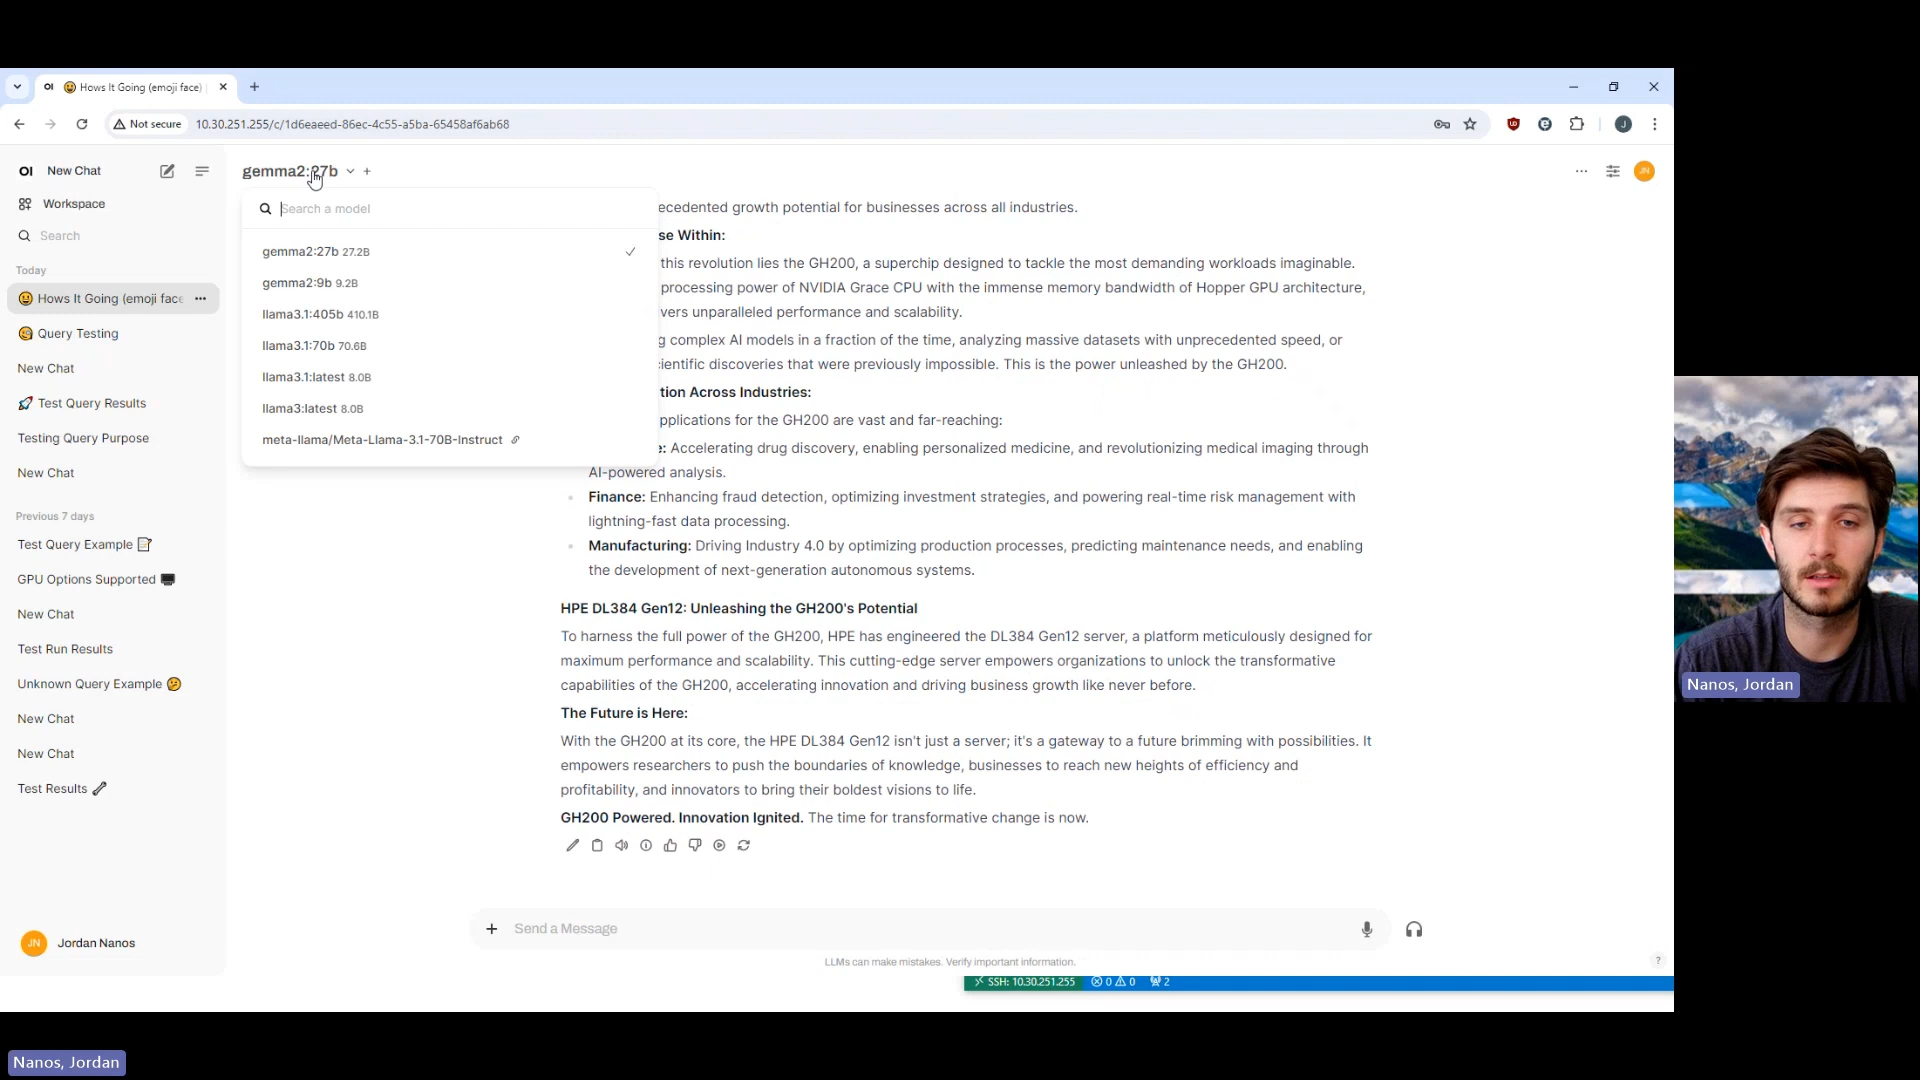 OI 😀 Hows It Going (emoji face)
Not secure 10.30.251.255/c/1d6eaeed-86ec-4c55-a5ba-65458af6ab68
J
OI New Chat
Workspace
Search
Today
😀 Hows It Going (emoji face
Query Testing
New Chat
🚀 Test Query Results
Testing Query Purpose
New Chat
Previous 7 days
Test Query Example 📝
GPU Options Supported 🖥️
New Chat
Test Run Results
Unknown Query Example 🤔
New Chat
New Chat
Test Results
JN Jordan Nanos
gemma2:27b
JN
Search a model
gemma2:27b 27.2B
gemma2:9b 9.2B
llama3.1:405b 410.1B
llama3.1:70b 70.6B
llama3.1:latest 8.0B
llama3:latest 8.0B
meta-llama/Meta-Llama-3.1-70B-Instruct
ecedented growth potential for businesses across all industries.
se Within:
this revolution lies the GH200, a superchip designed to tackle the most demanding workloads imaginable.
processing power of NVIDIA Grace CPU with the immense memory bandwidth of Hopper GPU architecture,
vers unparalleled performance and scalability.
g complex AI models in a fraction of the time, analyzing massive datasets with unprecedented speed, or
ientific discoveries that were previously impossible. This is the power unleashed by the GH200.
tion Across Industries:
pplications for the GH200 are vast and far-reaching:
e: Accelerating drug discovery, enabling personalized medicine, and revolutionizing medical imaging through
AI-powered analysis.
Finance: Enhancing fraud detection, optimizing investment strategies, and powering real-time risk management with
lightning-fast data processing.
Manufacturing: Driving Industry 4.0 by optimizing production processes, predicting maintenance needs, and enabling
the development of next-generation autonomous systems.
HPE DL384 Gen12: Unleashing the GH200's Potential
To harness the full power of the GH200, HPE has engineered the DL384 Gen12 server, a platform meticulously designed for
maximum performance and scalability. This cutting-edge server empowers organizations to unlock the transformative
capabilities of the GH200, accelerating innovation and driving business growth like never before.
The Future is Here:
With the GH200 at its core, the HPE DL384 Gen12 isn't just a server; it's a gateway to a future brimming with possibilities. It
empowers researchers to push the boundaries of knowledge, businesses to reach new heights of efficiency and
profitability, and innovators to bring their boldest visions to life.
GH200 Powered. Innovation Ignited. The time for transformative change is now.
Send a Message
LLMs can make mistakes. Verify important information.
?
SSH: 10.30.251.255 0 0 2
Nanos, Jordan
Nanos, Jordan